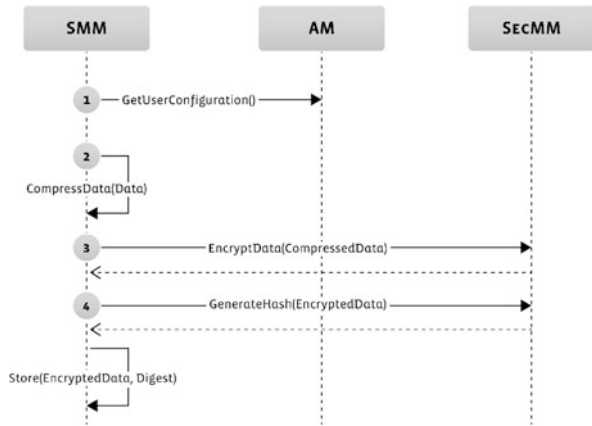 SMM
AM
SECMM
1
GetUserConfiguration()
2
CompressData(Data)
3
EncryptData(CompressedData)
4
GenerateHash(EncryptedData)
Store(EncryptedData, Digest)